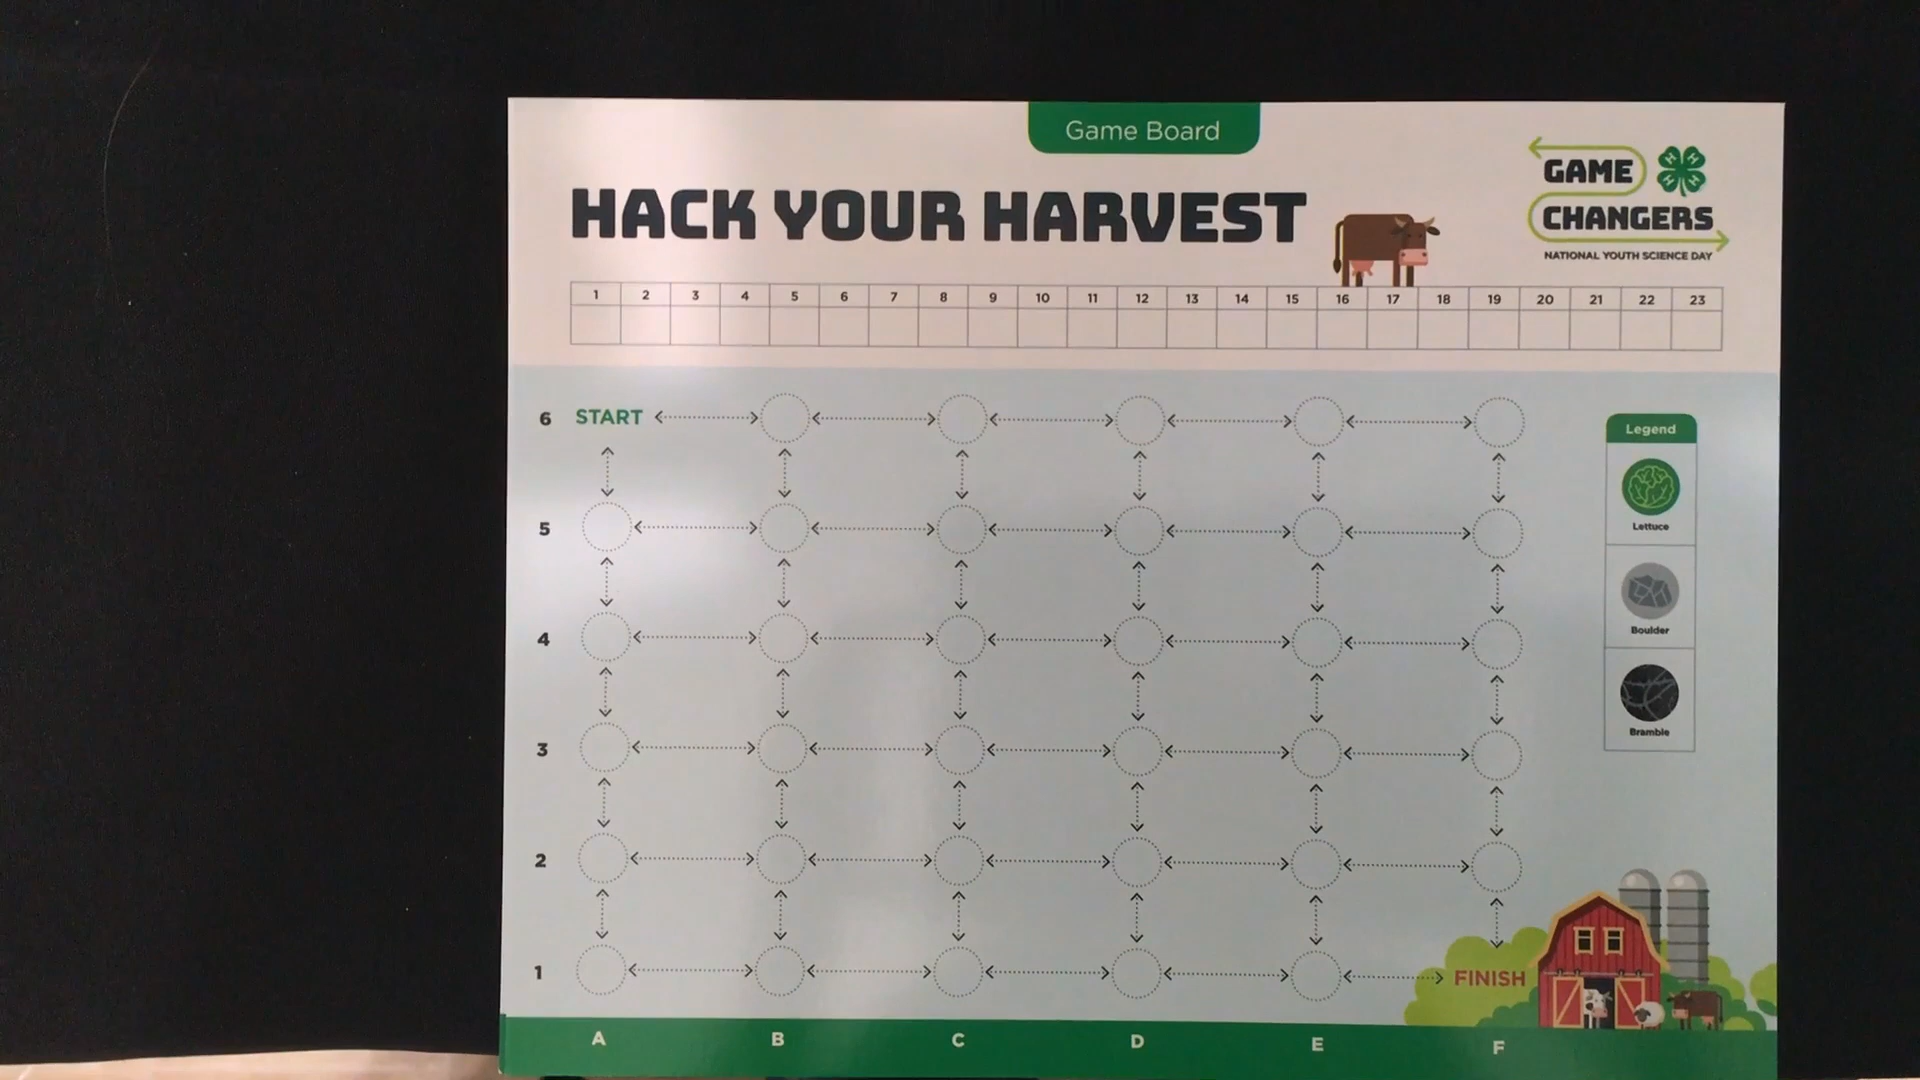 Game Board
HACK YOUR HARVEST
GAME
CHANGERS
NATIONAL YOUTH SCIENCE DAY
H H H H
1 2 3 4 5 6 7 8 9 10 11 12 13 14 15 16 17 18 19 20 21 22 23
6 START
Legend
Lettuce
5
Boulder
4
Bramble
3
2
1 FINISH
A B C D E F